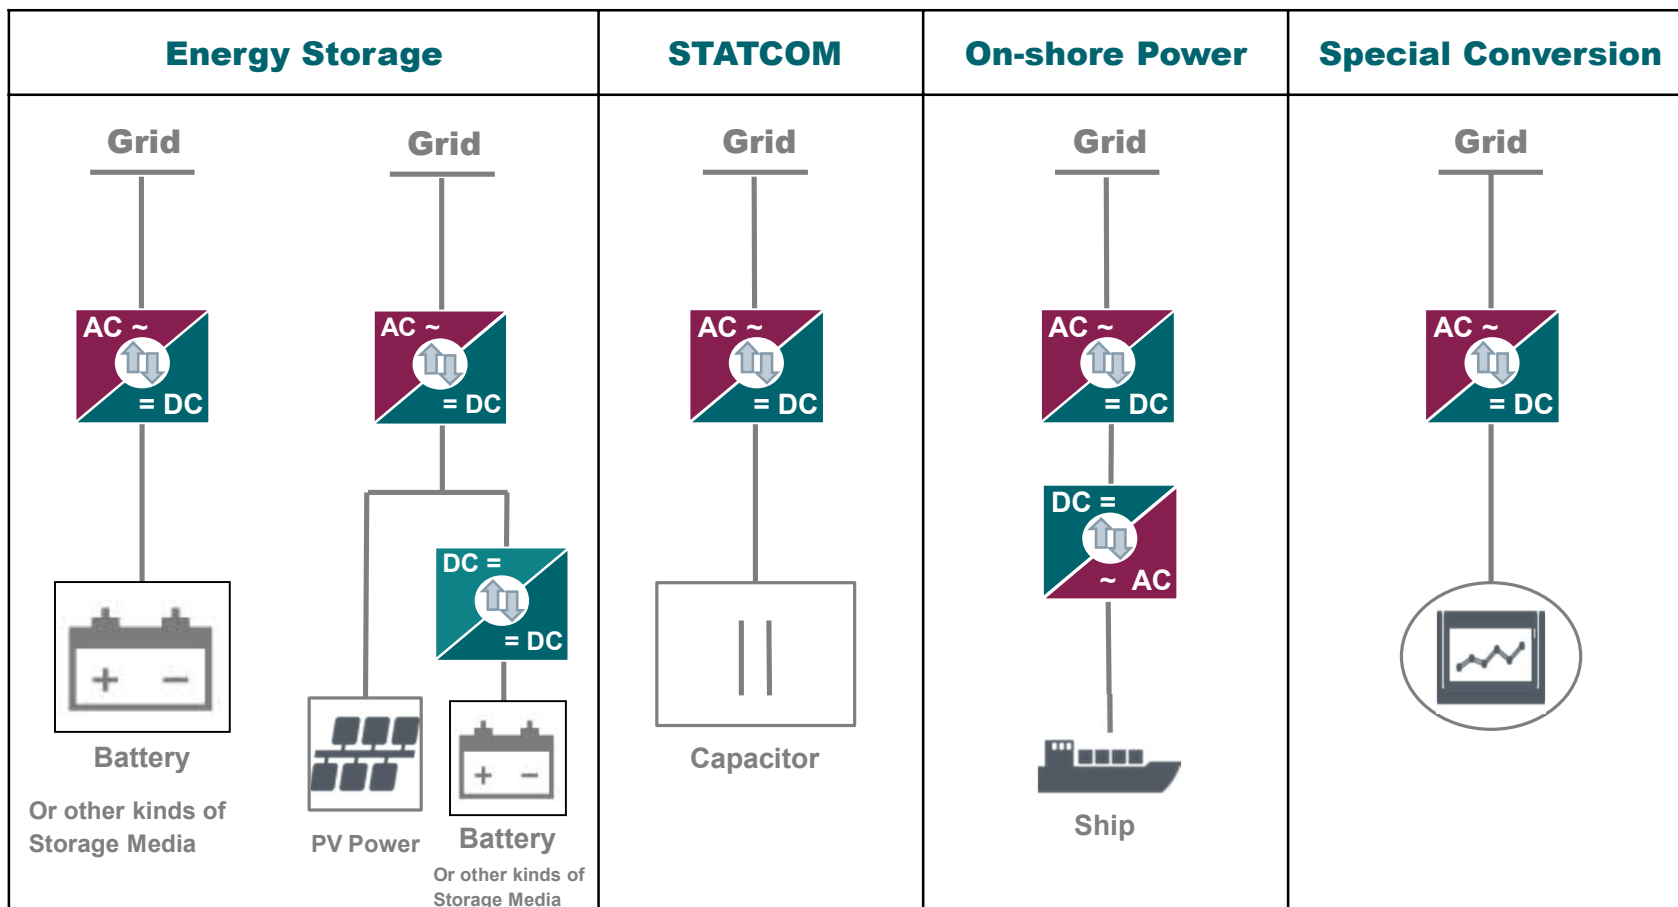 Energy Storage
STATCOM
On-shore Power
Special Conversion
Grid
AC ~
= DC
Battery
Or other kinds of
Storage Media
Grid
AC ~
= DC
DC =
= DC
PV Power
Battery
Or other kinds of
Storage Media
Grid
AC ~
= DC
Capacitor
Grid
AC ~
= DC
DC =
~ AC
Ship
Grid
AC ~
= DC